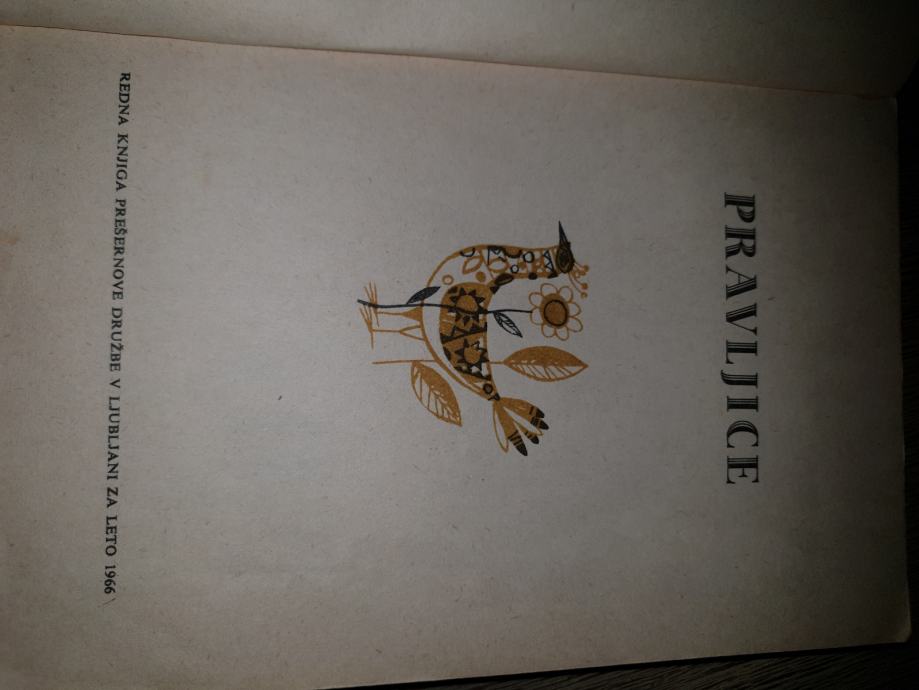 PRAVLJICE
REDNA KNJIGA PREŠERNOVE DRUŽBE V LJUBLJANI ZA LETO 1966